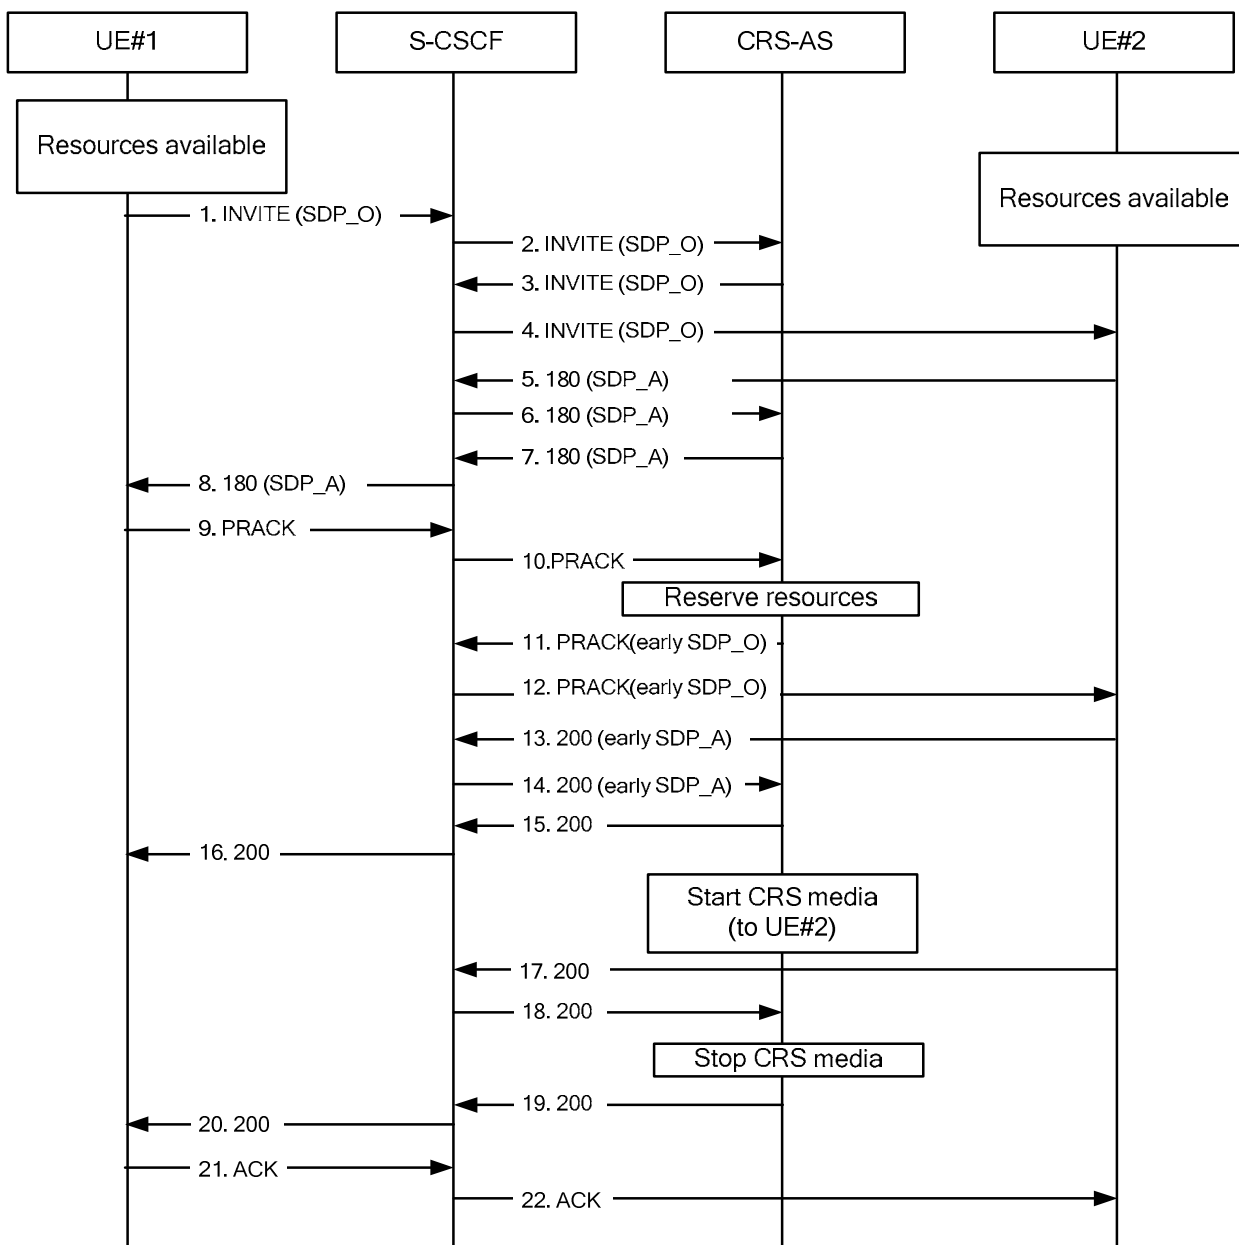 UE#1
S-CSCF
CRS-AS
UE#2
Resources available
Resources available
1. INVITE (SDP_O)
2. INVITE (SDP_O)
3. INVITE (SDP_O)
4. INVITE (SDP_O)
5. 180 (SDP_A)
6. 180 (SDP_A)
7. 180 (SDP_A)
8. 180 (SDP_A)
9. PRACK
10.PRACK
Reserve resources
11. PRACK(early SDP_O)
12. PRACK(early SDP_O)
13. 200 (early SDP_A)
14. 200 (early SDP_A)
15. 200
16. 200
Start CRS media
(to UE#2)
17. 200
18. 200
Stop CRS media
19. 200
20. 200
21. ACK
22. ACK